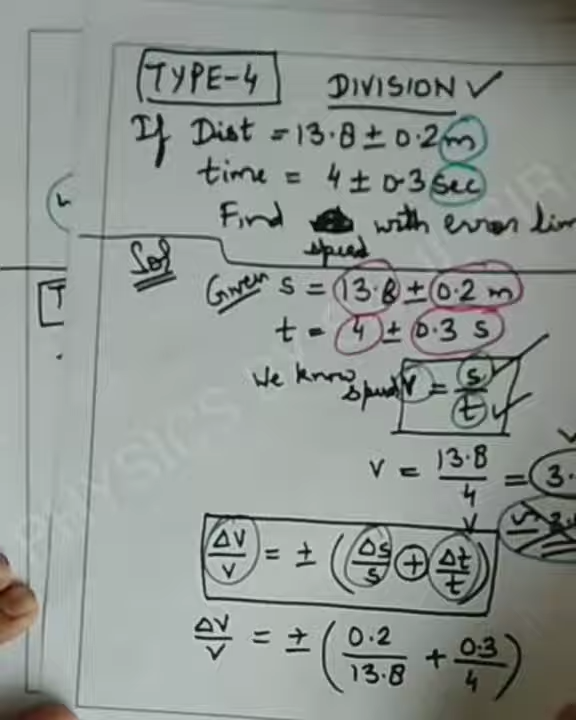 TYPE-4 DIVISION ✓
If Dist = 13.8 ± 0.2 m
time = 4 ± 0.3 sec
Find speed with error
Sol
Given s = 13.8 ± 0.2 m
t = 4 ± 0.3 s
We know speed v = s/t
v = 13.8/4 = 3.
Δv/v = ± (Δs/s + Δt/t)
Δv/v = ± (0.2/13.8 + 0.3/4)
PHYSICS